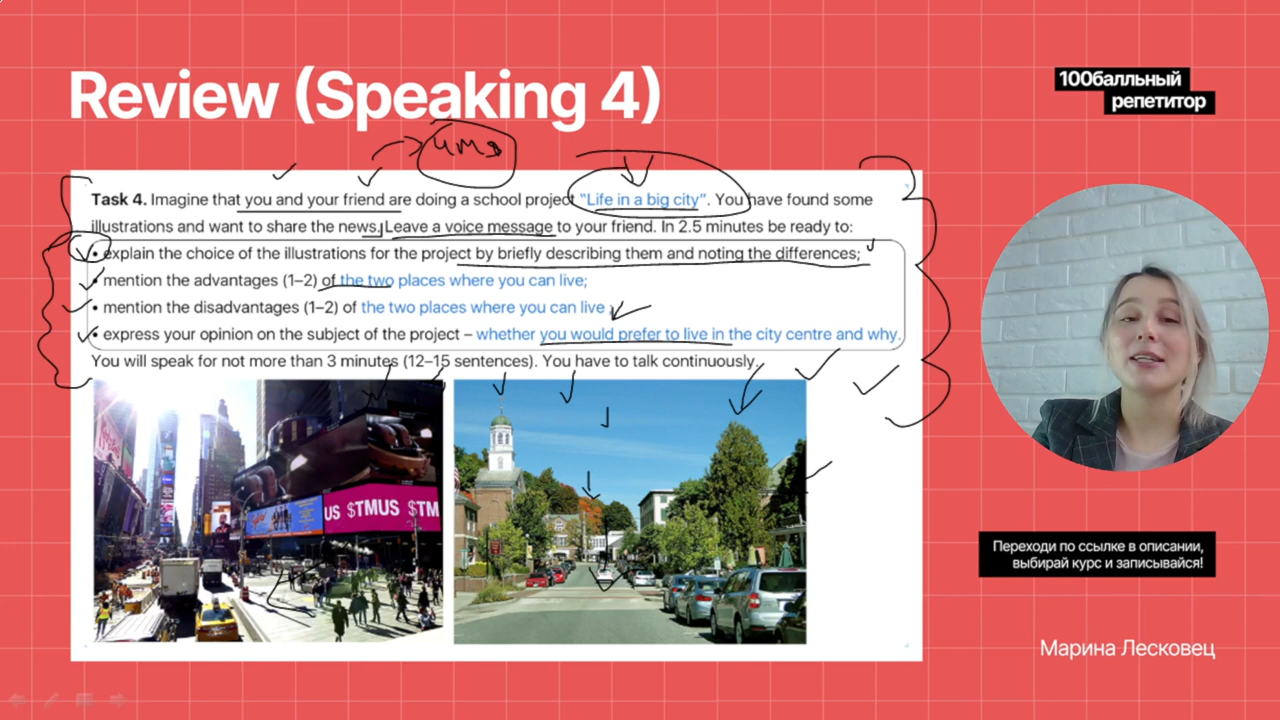 Review (Speaking 4)
100балльный
репетитор
имя
Task 4. Imagine that you and your friend are doing a school project "Life in a big city". You have found some
illustrations and want to share the news. Leave a voice message to your friend. In 2.5 minutes be ready to:
• explain the choice of the illustrations for the project by briefly describing them and noting the differences;
• mention the advantages (1–2) of the two places where you can live;
• mention the disadvantages (1–2) of the two places where you can live
• express your opinion on the subject of the project – whether you would prefer to live in the city centre and why.
You will speak for not more than 3 minutes (12–15 sentences). You have to talk continuously.
US $TMUS $TM
Переходи по ссылке в описании,
выбирай курс и записывайся!
Марина Лесковец